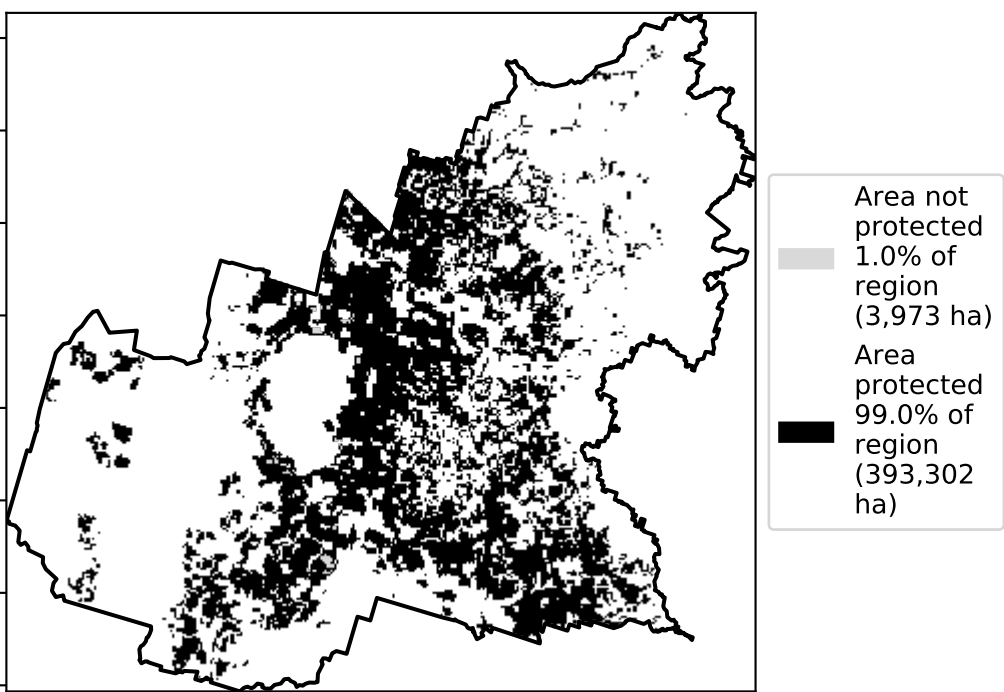 Area not
protected
1.0% of
region
(3,973 ha)
Area
protected
99.0% of
region
(393,302
ha)